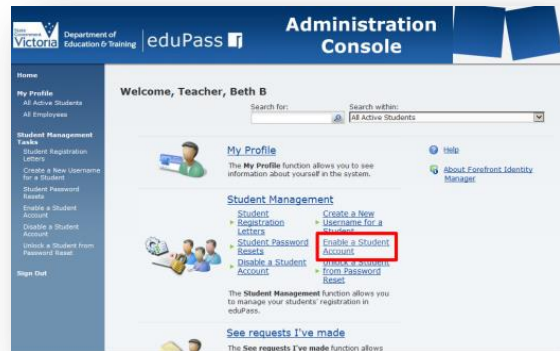 State Government
Victoria
Department of
Education & Training
eduPass
Administration
Console
Home
My Profile
All Active Students
All Employees
Student Management
Tasks
Student Registration
Letters
Create a New Username
for a Student
Student Password
Resets
Enable a Student
Account
Disable a Student
Account
Unlock a Student from
Password Reset
Sign Out
Welcome, Teacher, Beth B
Search for:
Search within:
All Active Students
My Profile
The My Profile function allows you to see
information about yourself in the system.
Help
About Forefront Identity
Manager
Student Management
Student
Registration
Letters
Create a New
Username for a
Student
Student Password
Resets
Enable a Student
Account
Disable a Student
Account
Unlock a Student
from Password
Reset
The Student Management function allows you
to manage your students' registration in
eduPass.
See requests I've made
The See requests I've made function allows